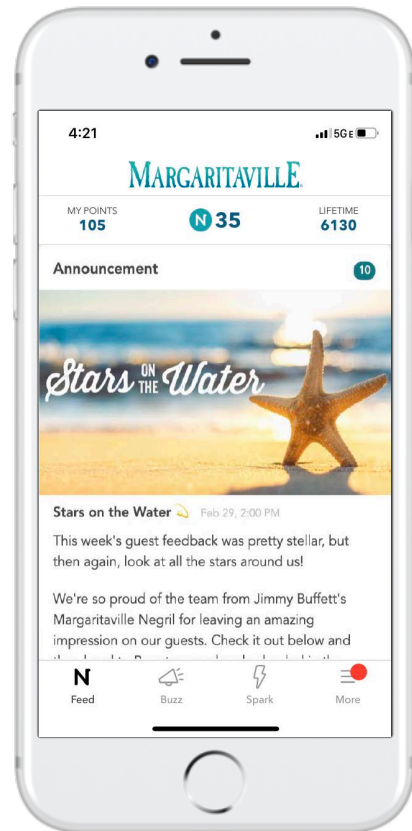 4:21
5GE
MARGARITAVILLE
MY POINTS
105
N 35
LIFETIME
6130
Announcement
10
Stars ON THE Water
Stars on the Water 💫 Feb 29, 2:00 PM
This week's guest feedback was pretty stellar, but
then again, look at all the stars around us!
We're so proud of the team from Jimmy Buffett's
Margaritaville Negril for leaving an amazing
impression on our guests. Check it out below and
N
Feed
Buzz
Spark
More